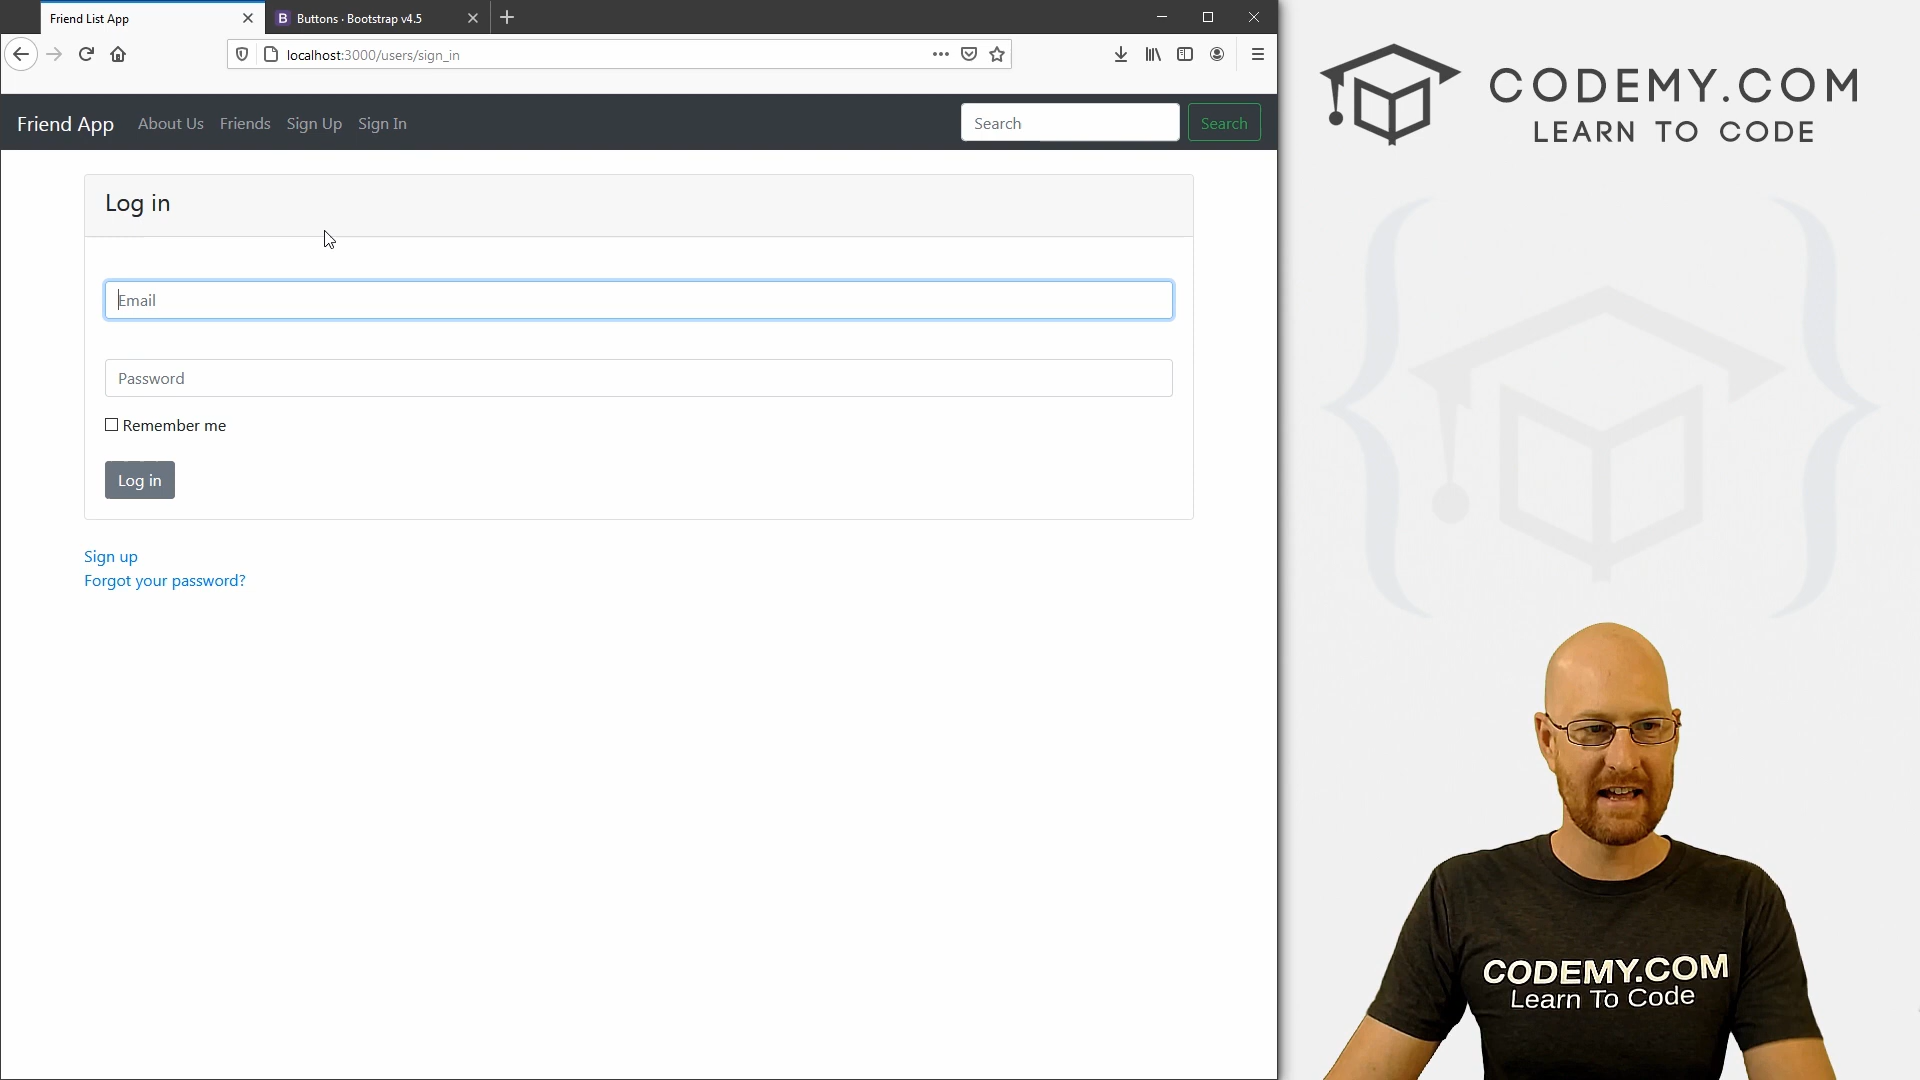 Friend List App
B Buttons · Bootstrap v4.5
localhost:3000/users/sign_in
Friend App About Us Friends Sign Up Sign In Search Search
Log in
Email
Password
Remember me
Log in
Sign up
Forgot your password?
CODEMY.COM
LEARN TO CODE
CODEMY.COM
Learn To Code